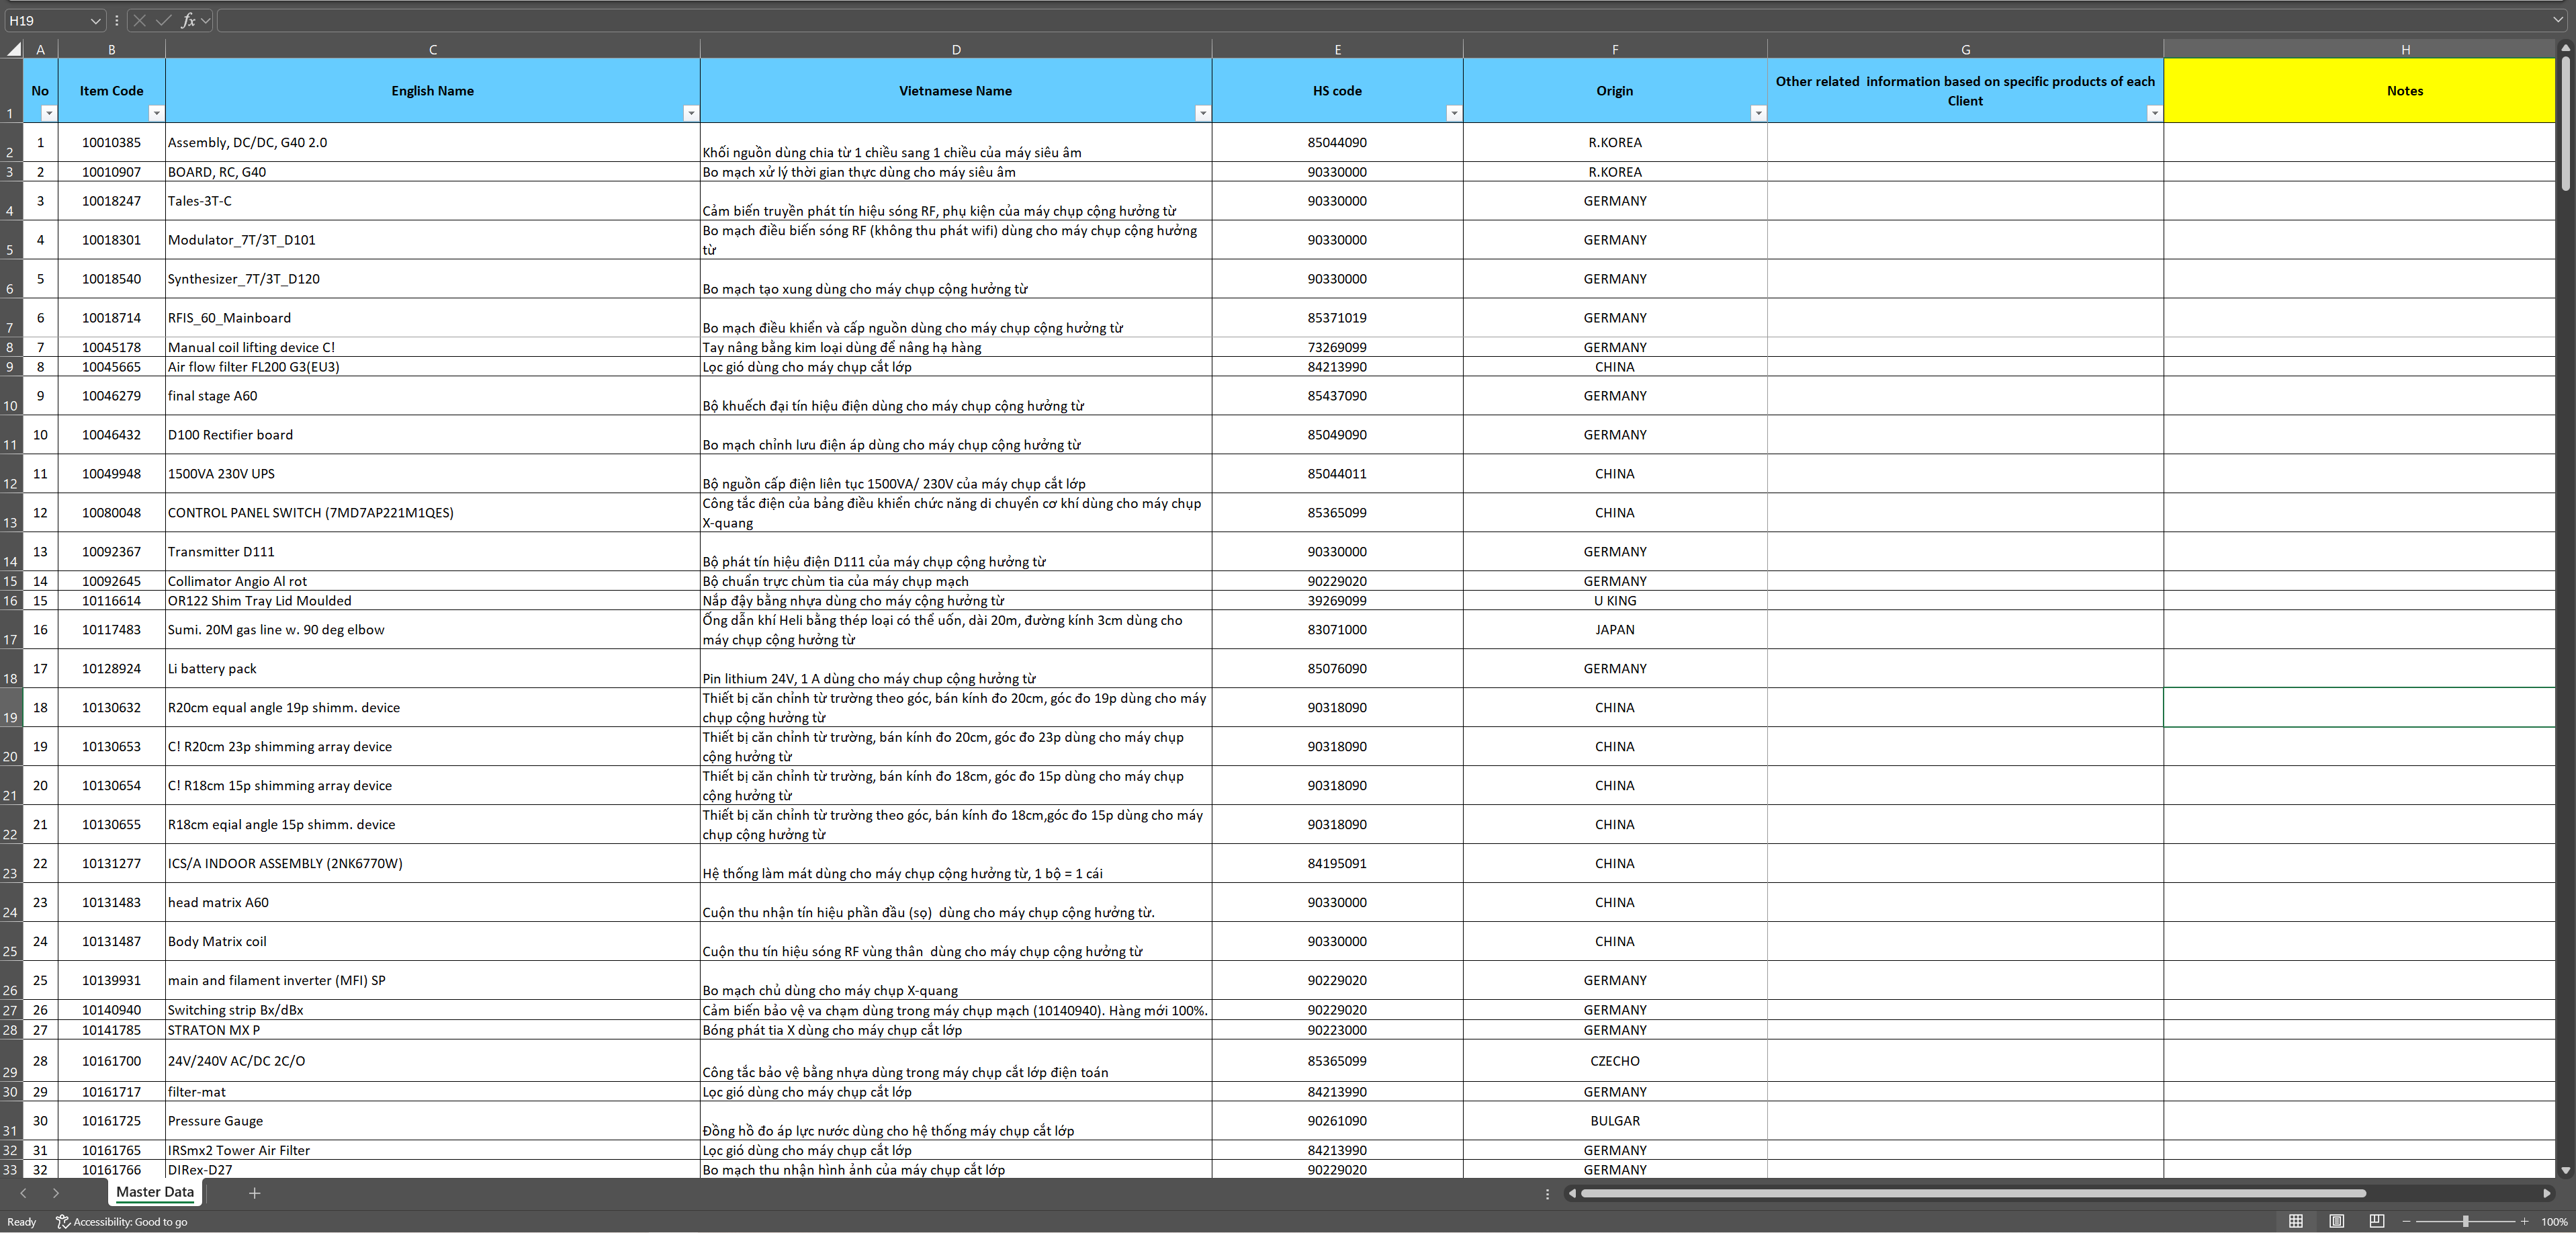 H19 fx
A B C D E F G H
1 No Item Code English Name Vietnamese Name HS code Origin Other related  information based on specific products of each Client Notes
2 1 10010385 Assembly, DC/DC, G40 2.0 Khối nguồn dùng chia từ 1 chiều sang 1 chiều của máy siêu âm 85044090 R.KOREA
3 2 10010907 BOARD, RC, G40 Bo mạch xử lý thời gian thực dùng cho máy siêu âm 90330000 R.KOREA
4 3 10018247 Tales-3T-C Cảm biến truyền phát tín hiệu sóng RF, phụ kiện của máy chụp cộng hưởng từ 90330000 GERMANY
5 4 10018301 Modulator_7T/3T_D101 Bo mạch điều biến sóng RF (không thu phát wifi) dùng cho máy chụp cộng hưởng từ 90330000 GERMANY
6 5 10018540 Synthesizer_7T/3T_D120 Bo mạch tạo xung dùng cho máy chụp cộng hưởng từ 90330000 GERMANY
7 6 10018714 RFIS_60_Mainboard Bo mạch điều khiển và cấp nguồn dùng cho máy chụp cộng hưởng từ 85371019 GERMANY
8 7 10045178 Manual coil lifting device C! Tay nâng bằng kim loại dùng để nâng hạ hàng 73269099 GERMANY
9 8 10045665 Air flow filter FL200 G3(EU3) Lọc gió dùng cho máy chụp cắt lớp 84213990 CHINA
10 9 10046279 final stage A60 Bộ khuếch đại tín hiệu điện dùng cho máy chụp cộng hưởng từ 85437090 GERMANY
11 10 10046432 D100 Rectifier board Bo mạch chỉnh lưu điện áp dùng cho máy chụp cộng hưởng từ 85049090 GERMANY
12 11 10049948 1500VA 230V UPS Bộ nguồn cấp điện liên tục 1500VA/ 230V của máy chụp cắt lớp 85044011 CHINA
13 12 10080048 CONTROL PANEL SWITCH (7MD7AP221M1QES) Công tắc điện của bảng điều khiển chức năng di chuyển cơ khí dùng cho máy chụp X-quang 85365099 CHINA
14 13 10092367 Transmitter D111 Bộ phát tín hiệu điện D111 của máy chụp cộng hưởng từ 90330000 GERMANY
15 14 10092645 Collimator Angio Al rot Bộ chuẩn trực chùm tia của máy chụp mạch 90229020 GERMANY
16 15 10116614 OR122 Shim Tray Lid Moulded Nắp đậy bằng nhựa dùng cho máy cộng hưởng từ 39269099 U KING
17 16 10117483 Sumi. 20M gas line w. 90 deg elbow Ống dẫn khí Heli bằng thép loại có thể uốn, dài 20m, đường kính 3cm dùng cho máy chụp cộng hưởng từ 83071000 JAPAN
18 17 10128924 Li battery pack Pin lithium 24V, 1 A dùng cho máy chụp cộng hưởng từ 85076090 GERMANY
19 18 10130632 R20cm equal angle 19p shimm. device Thiết bị căn chỉnh từ trường theo góc, bán kính đo 20cm, góc đo 19p dùng cho máy chụp cộng hưởng từ 90318090 CHINA
20 19 10130653 C! R20cm 23p shimming array device Thiết bị căn chỉnh từ trường, bán kính đo 20cm, góc đo 23p dùng cho máy chụp cộng hưởng từ 90318090 CHINA
21 20 10130654 C! R18cm 15p shimming array device Thiết bị căn chỉnh từ trường, bán kính đo 18cm, góc đo 15p dùng cho máy chụp cộng hưởng từ 90318090 CHINA
22 21 10130655 R18cm eqial angle 15p shimm. device Thiết bị căn chỉnh từ trường theo góc, bán kính đo 18cm,góc đo 15p dùng cho máy chụp cộng hưởng từ 90318090 CHINA
23 22 10131277 ICS/A INDOOR ASSEMBLY (2NK6770W) Hệ thống làm mát dùng cho máy chụp cộng hưởng từ, 1 bộ = 1 cái 84195091 CHINA
24 23 10131483 head matrix A60 Cuộn thu nhận tín hiệu phần đầu (sọ)  dùng cho máy chụp cộng hưởng từ. 90330000 CHINA
25 24 10131487 Body Matrix coil Cuộn thu tín hiệu sóng RF vùng thân  dùng cho máy chụp cộng hưởng từ 90330000 CHINA
26 25 10139931 main and filament inverter (MFI) SP Bo mạch chủ dùng cho máy chụp X-quang 90229020 GERMANY
27 26 10140940 Switching strip Bx/dBx Cảm biến bảo vệ va chạm dùng trong máy chụp mạch (10140940). Hàng mới 100%. 90229020 GERMANY
28 27 10141785 STRATON MX P Bóng phát tia X dùng cho máy chụp cắt lớp 90223000 GERMANY
29 28 10161700 24V/240V AC/DC 2C/O Công tắc bảo vệ bằng nhựa dùng trong máy chụp cắt lớp điện toán 85365099 CZECHO
30 29 10161717 filter-mat Lọc gió dùng cho máy chụp cắt lớp 84213990 GERMANY
31 30 10161725 Pressure Gauge Đồng hồ đo áp lực nước dùng cho hệ thống máy chụp cắt lớp 90261090 BULGAR
32 31 10161765 IRSmx2 Tower Air Filter Lọc gió dùng cho máy chụp cắt lớp 84213990 GERMANY
33 32 10161766 DIRex-D27 Bo mạch thu nhận hình ảnh của máy chụp cắt lớp 90229020 GERMANY
Master Data
Ready Accessibility: Good to go 100%